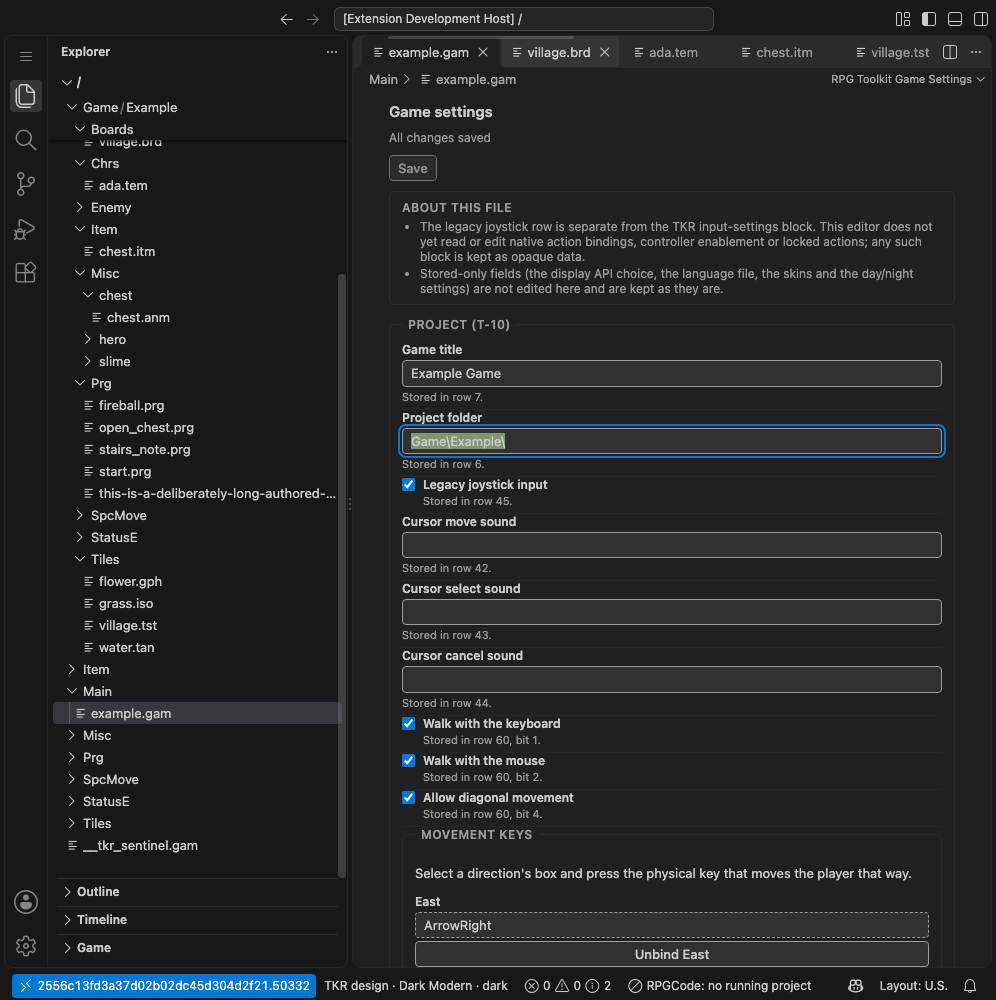 [Extension Development Host] /
Explorer
/
Game / Example
Boards
village.brd
Chrs
ada.tem
Enemy
Item
chest.itm
Misc
chest
chest.anm
hero
slime
Prg
fireball.prg
open_chest.prg
stairs_note.prg
start.prg
this-is-a-deliberately-long-authored-...
SpcMove
StatusE
Tiles
flower.gph
grass.iso
village.tst
water.tan
Item
Main
example.gam
Misc
Prg
SpcMove
StatusE
Tiles
__tkr_sentinel.gam
Outline
Timeline
Game
example.gam
village.brd
ada.tem
chest.itm
village.tst
Main > example.gam
RPG Toolkit Game Settings
Game settings
All changes saved
Save
ABOUT THIS FILE
• The legacy joystick row is separate from the TKR input-settings block. This editor does not
yet read or edit native action bindings, controller enablement or locked actions; any such
block is kept as opaque data.
• Stored-only fields (the display API choice, the language file, the skins and the day/night
settings) are not edited here and are kept as they are.
PROJECT (T-10)
Game title
Example Game
Stored in row 7.
Project folder
Game\Example\
Stored in row 6.
Legacy joystick input
Stored in row 45.
Cursor move sound
Stored in row 42.
Cursor select sound
Stored in row 43.
Cursor cancel sound
Stored in row 44.
Walk with the keyboard
Stored in row 60, bit 1.
Walk with the mouse
Stored in row 60, bit 2.
Allow diagonal movement
Stored in row 60, bit 4.
MOVEMENT KEYS
Select a direction's box and press the physical key that moves the player that way.
East
ArrowRight
Unbind East
2556c13fd3a37d02b02dc45d304d2f21.50332
TKR design · Dark Modern · dark
0
0
2
RPGCode: no running project
Layout: U.S.